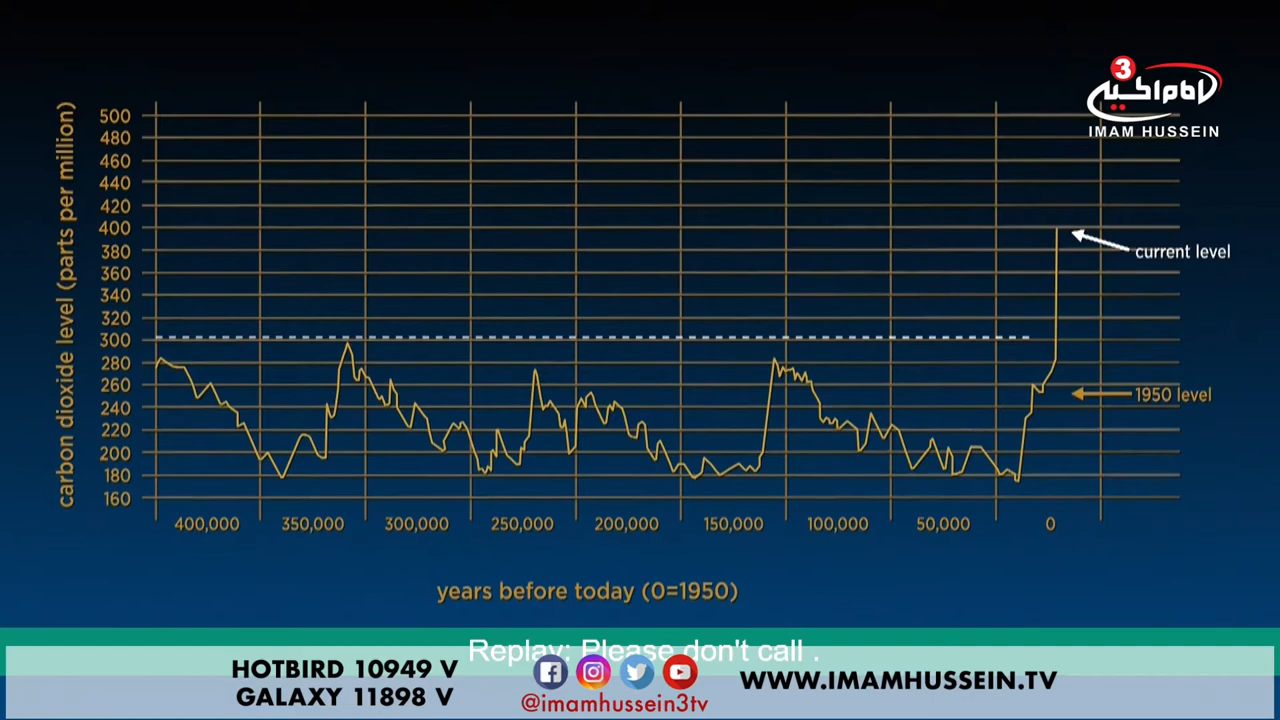 3
IMAM HUSSEIN
carbon dioxide level (parts per million)
500
480
460
440
420
400
380
360
340
320
300
280
260
240
220
200
180
160
current level
1950 level
400,000 350,000 300,000 250,000 200,000 150,000 100,000 50,000 0
years before today (0=1950)
Replay: Please don't call .
HOTBIRD 10949 V
GALAXY 11898 V
@imamhussein3tv
WWW.IMAMHUSSEIN.TV